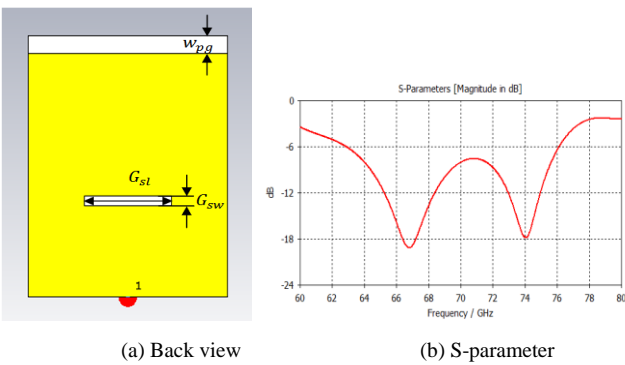 w_pg
G_sl
G_sw
1
S-Parameters [Magnitude in dB]
0
-6
-12
-18
-24
dB
60 62 64 66 68 70 72 74 76 78 80
Frequency / GHz
(a) Back view
(b) S-parameter